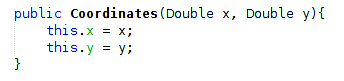 public Coordinates(Double x, Double y){
    this.x = x;
    this.y = y;
}